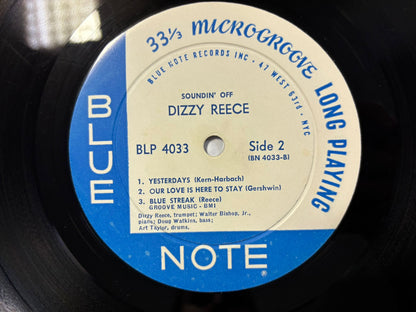 33⅓ MICROGROOVE LONG PLAYING
BLUE NOTE RECORDS INC • 47 WEST 63rd • NYC
SOUNDIN' OFF
DIZZY REECE
BLP 4033
Side 2
(BN 4033-B)
1. YESTERDAYS (Kern-Harbach)
2. OUR LOVE IS HERE TO STAY (Gershwin)
3. BLUE STREAK (Reece)
GROOVE MUSIC - BMI
Dizzy Reece, trumpet; Walter Bishop, Jr.,
piano; Doug Watkins, bass;
Art Taylor, drums.
BLUE
NOTE
®